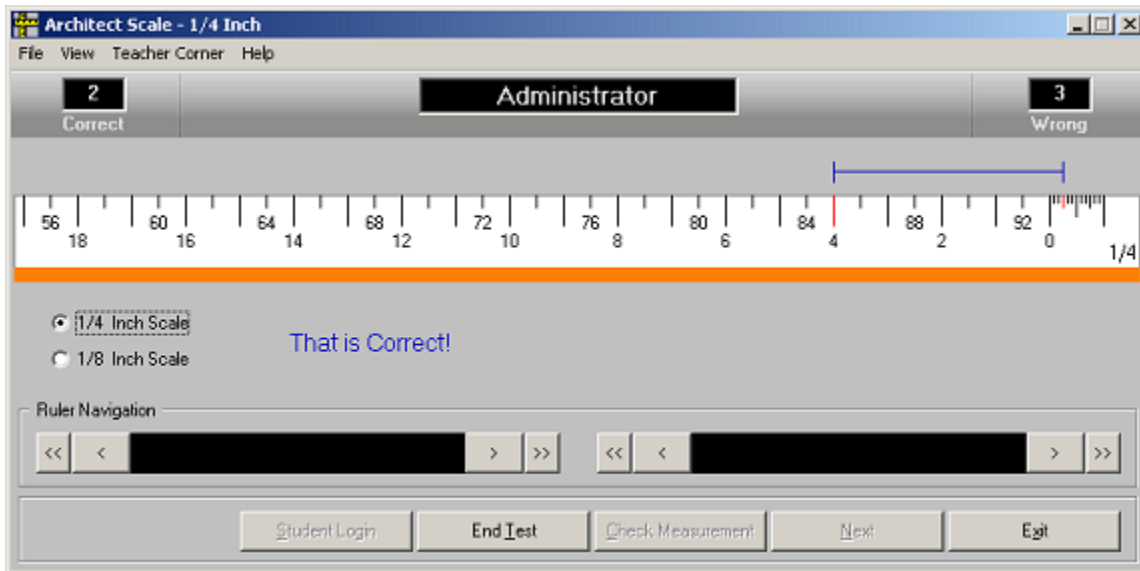 Architect Scale - 1/4 Inch
File View Teacher Corner Help
2 Administrator 3
Correct Wrong
56 60 64 68 72 76 80 84 88 92
18 16 14 12 10 8 6 4 2 0
1/4
1/4 Inch Scale
That is Correct!
1/8 Inch Scale
Ruler Navigation
<< < > >> << < > >>
Student Login End Test Check Measurement Next Exit